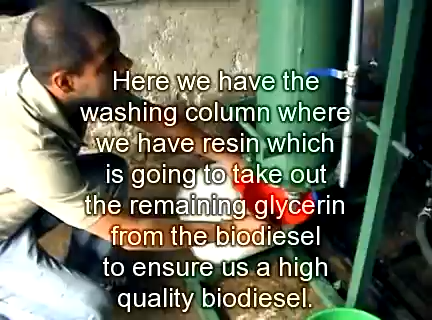 Here we have the
washing column where
we have resin which
is going to take out
the remaining glycerin
from the biodiesel
to ensure us a high
quality biodiesel.